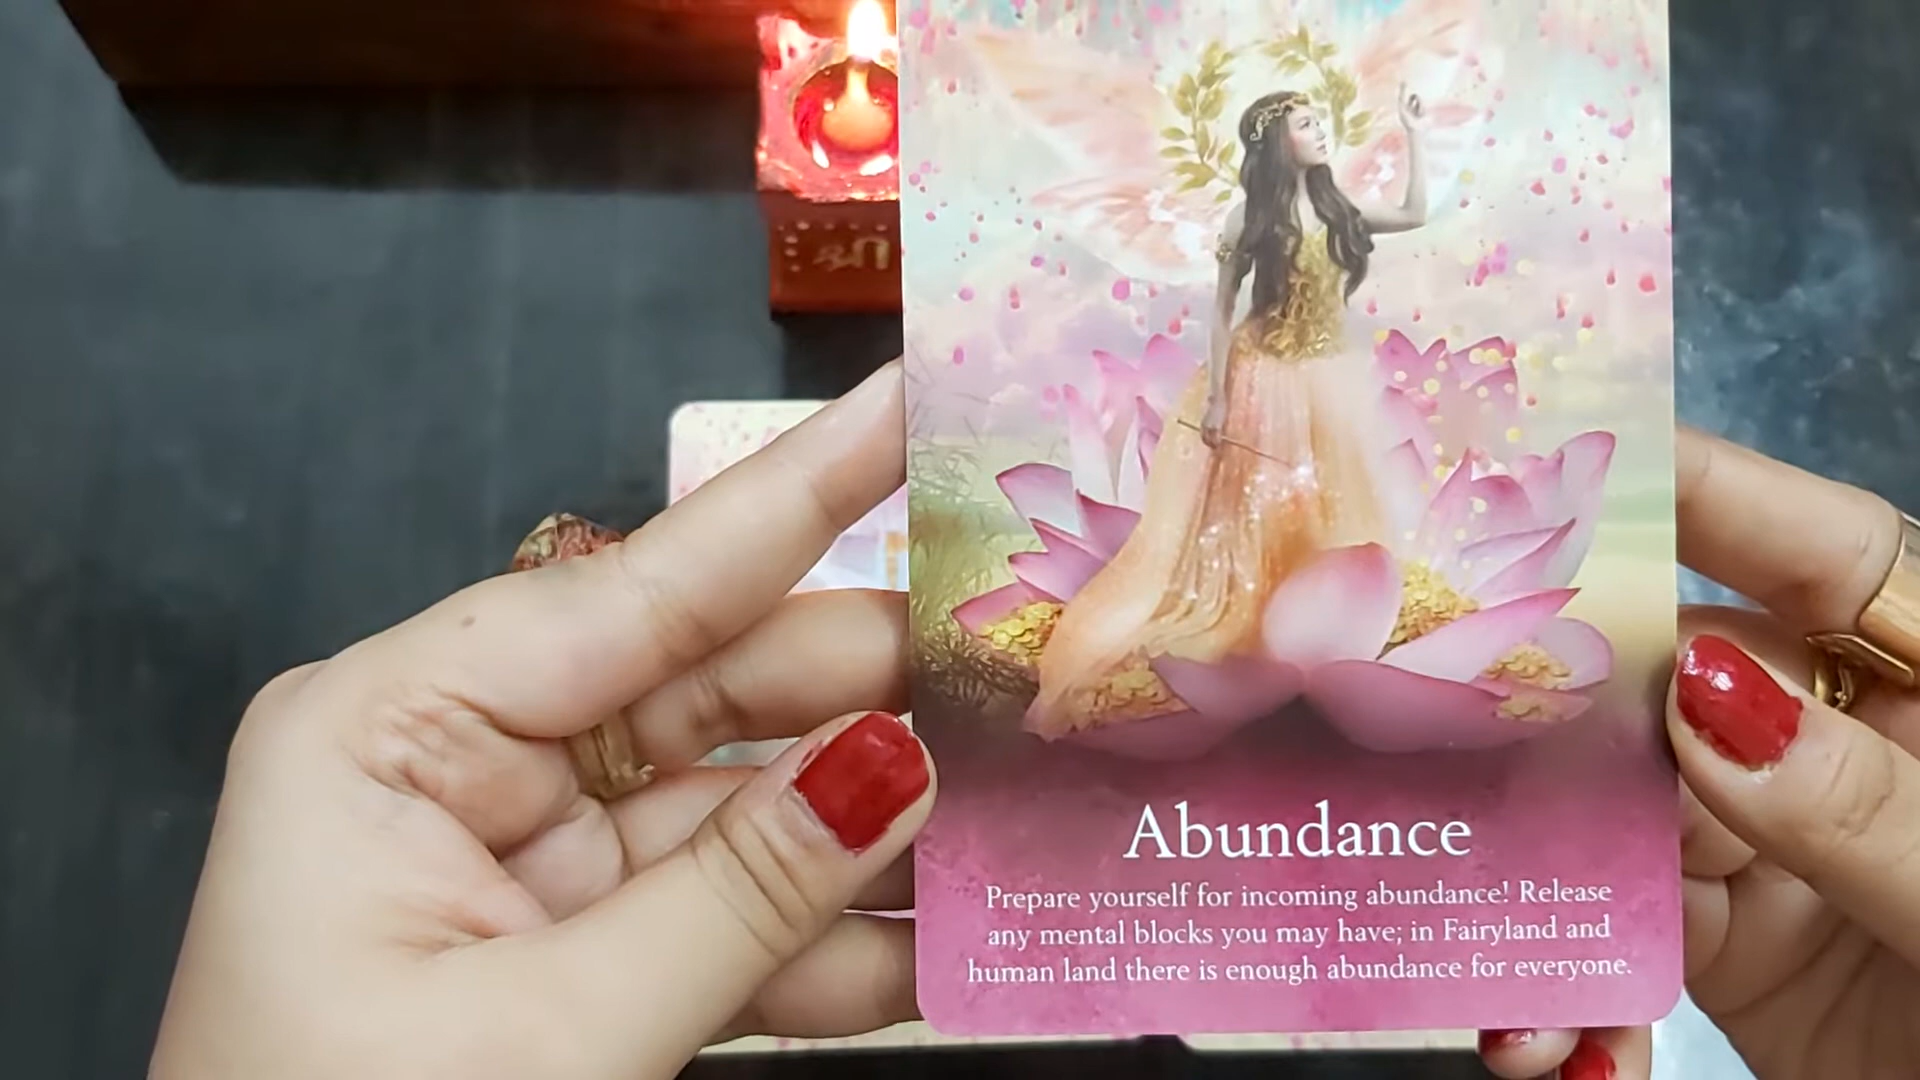 श्री
Abundance
Prepare yourself for incoming abundance! Release
any mental blocks you may have; in Fairyland and
human land there is enough abundance for everyone.